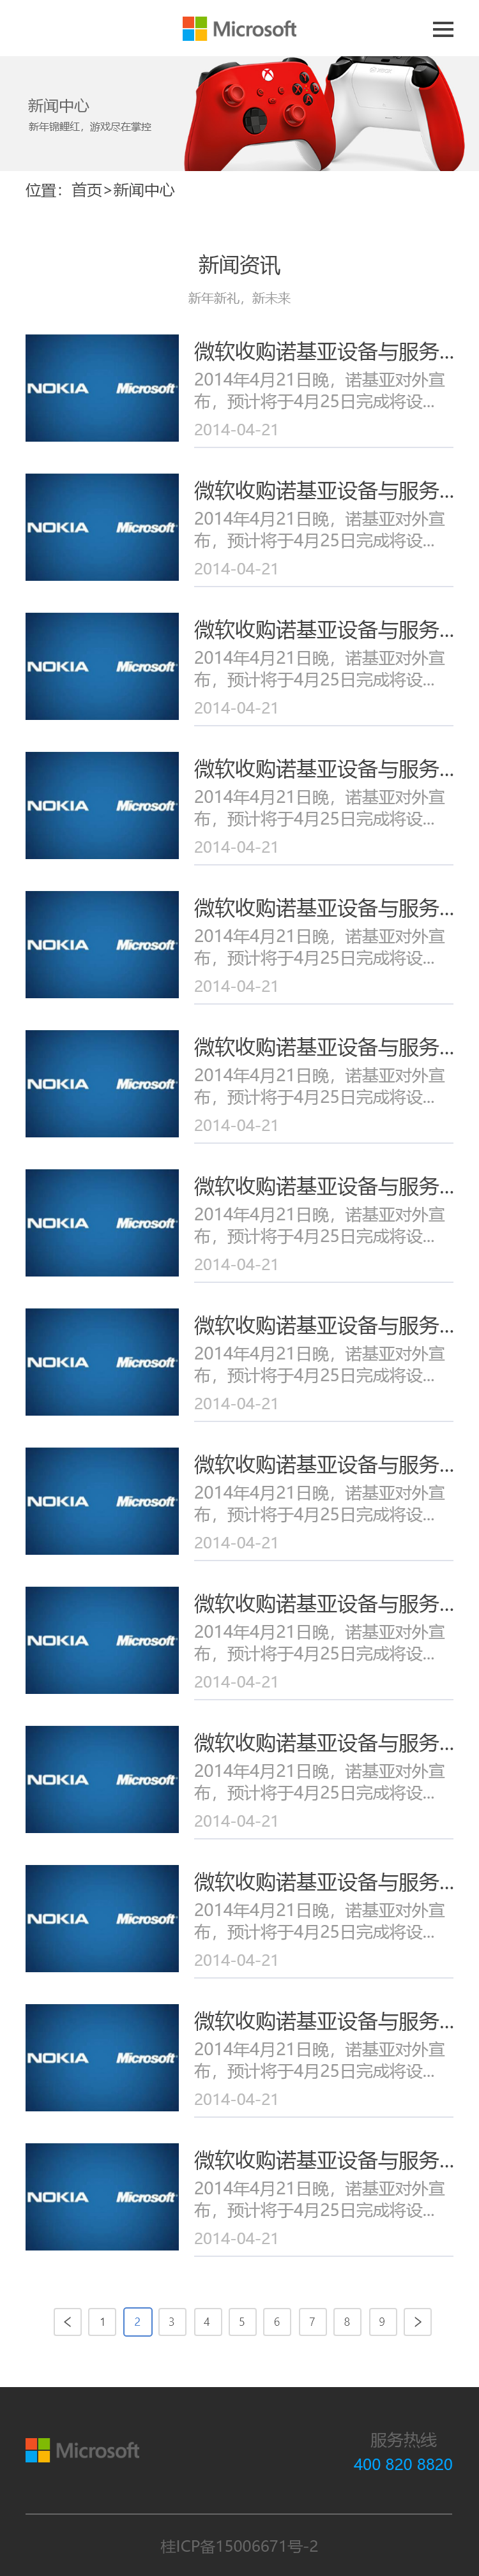 Microsoft
新闻中心
新年锦鲤红，游戏尽在掌控
位置：首页>新闻中心
新闻资讯
新年新礼，新未来
NOKIA Microsoft
微软收购诺基亚设备与服务...
2014年4月21日晚，诺基亚对外宣
布，预计将于4月25日完成将设...
2014-04-21
NOKIA Microsoft
微软收购诺基亚设备与服务...
2014年4月21日晚，诺基亚对外宣
布，预计将于4月25日完成将设...
2014-04-21
NOKIA Microsoft
微软收购诺基亚设备与服务...
2014年4月21日晚，诺基亚对外宣
布，预计将于4月25日完成将设...
2014-04-21
NOKIA Microsoft
微软收购诺基亚设备与服务...
2014年4月21日晚，诺基亚对外宣
布，预计将于4月25日完成将设...
2014-04-21
NOKIA Microsoft
微软收购诺基亚设备与服务...
2014年4月21日晚，诺基亚对外宣
布，预计将于4月25日完成将设...
2014-04-21
NOKIA Microsoft
微软收购诺基亚设备与服务...
2014年4月21日晚，诺基亚对外宣
布，预计将于4月25日完成将设...
2014-04-21
NOKIA Microsoft
微软收购诺基亚设备与服务...
2014年4月21日晚，诺基亚对外宣
布，预计将于4月25日完成将设...
2014-04-21
NOKIA Microsoft
微软收购诺基亚设备与服务...
2014年4月21日晚，诺基亚对外宣
布，预计将于4月25日完成将设...
2014-04-21
NOKIA Microsoft
微软收购诺基亚设备与服务...
2014年4月21日晚，诺基亚对外宣
布，预计将于4月25日完成将设...
2014-04-21
NOKIA Microsoft
微软收购诺基亚设备与服务...
2014年4月21日晚，诺基亚对外宣
布，预计将于4月25日完成将设...
2014-04-21
NOKIA Microsoft
微软收购诺基亚设备与服务...
2014年4月21日晚，诺基亚对外宣
布，预计将于4月25日完成将设...
2014-04-21
NOKIA Microsoft
微软收购诺基亚设备与服务...
2014年4月21日晚，诺基亚对外宣
布，预计将于4月25日完成将设...
2014-04-21
NOKIA Microsoft
微软收购诺基亚设备与服务...
2014年4月21日晚，诺基亚对外宣
布，预计将于4月25日完成将设...
2014-04-21
NOKIA Microsoft
微软收购诺基亚设备与服务...
2014年4月21日晚，诺基亚对外宣
布，预计将于4月25日完成将设...
2014-04-21
< 1 2 3 4 5 6 7 8 9 >
Microsoft
服务热线
400 820 8820
桂ICP备15006671号-2